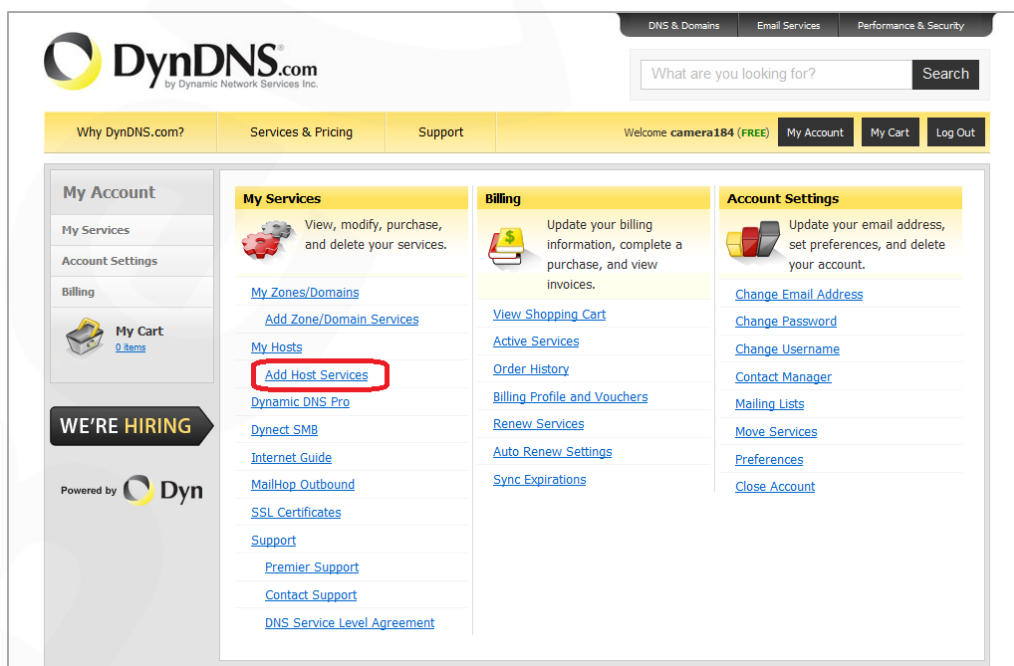 DNS & Domains
Email Services
Performance & Security
DynDNS.com
by Dynamic Network Services Inc.
What are you looking for?
Search
Why DynDNS.com?
Services & Pricing
Support
Welcome camera184 (FREE)
My Account
My Cart
Log Out
My Account
My Services
Account Settings
Billing
My Cart
0 items
WE'RE HIRING
Powered by Dyn
My Services
View, modify, purchase,
and delete your services.
My Zones/Domains
Add Zone/Domain Services
My Hosts
Add Host Services
Dynamic DNS Pro
Dynect SMB
Internet Guide
MailHop Outbound
SSL Certificates
Support
Premier Support
Contact Support
DNS Service Level Agreement
Billing
Update your billing
information, complete a
purchase, and view
invoices.
View Shopping Cart
Active Services
Order History
Billing Profile and Vouchers
Renew Services
Auto Renew Settings
Sync Expirations
Account Settings
Update your email address,
set preferences, and delete
your account.
Change Email Address
Change Password
Change Username
Contact Manager
Mailing Lists
Move Services
Preferences
Close Account